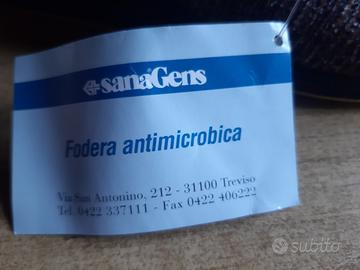 sanaGens
Fodera antimicrobica
Via San Antonino, 212 - 31100 Treviso
Tel. 0422 337111 - Fax 0422 406222
subito